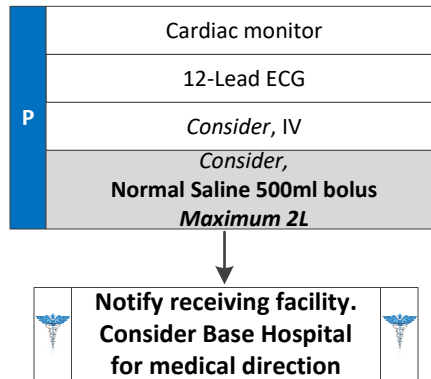 Cardiac monitor
12-Lead ECG
P
Consider, IV
Consider,
Normal Saline 500ml bolus
Maximum 2L
Notify receiving facility.
Consider Base Hospital
for medical direction